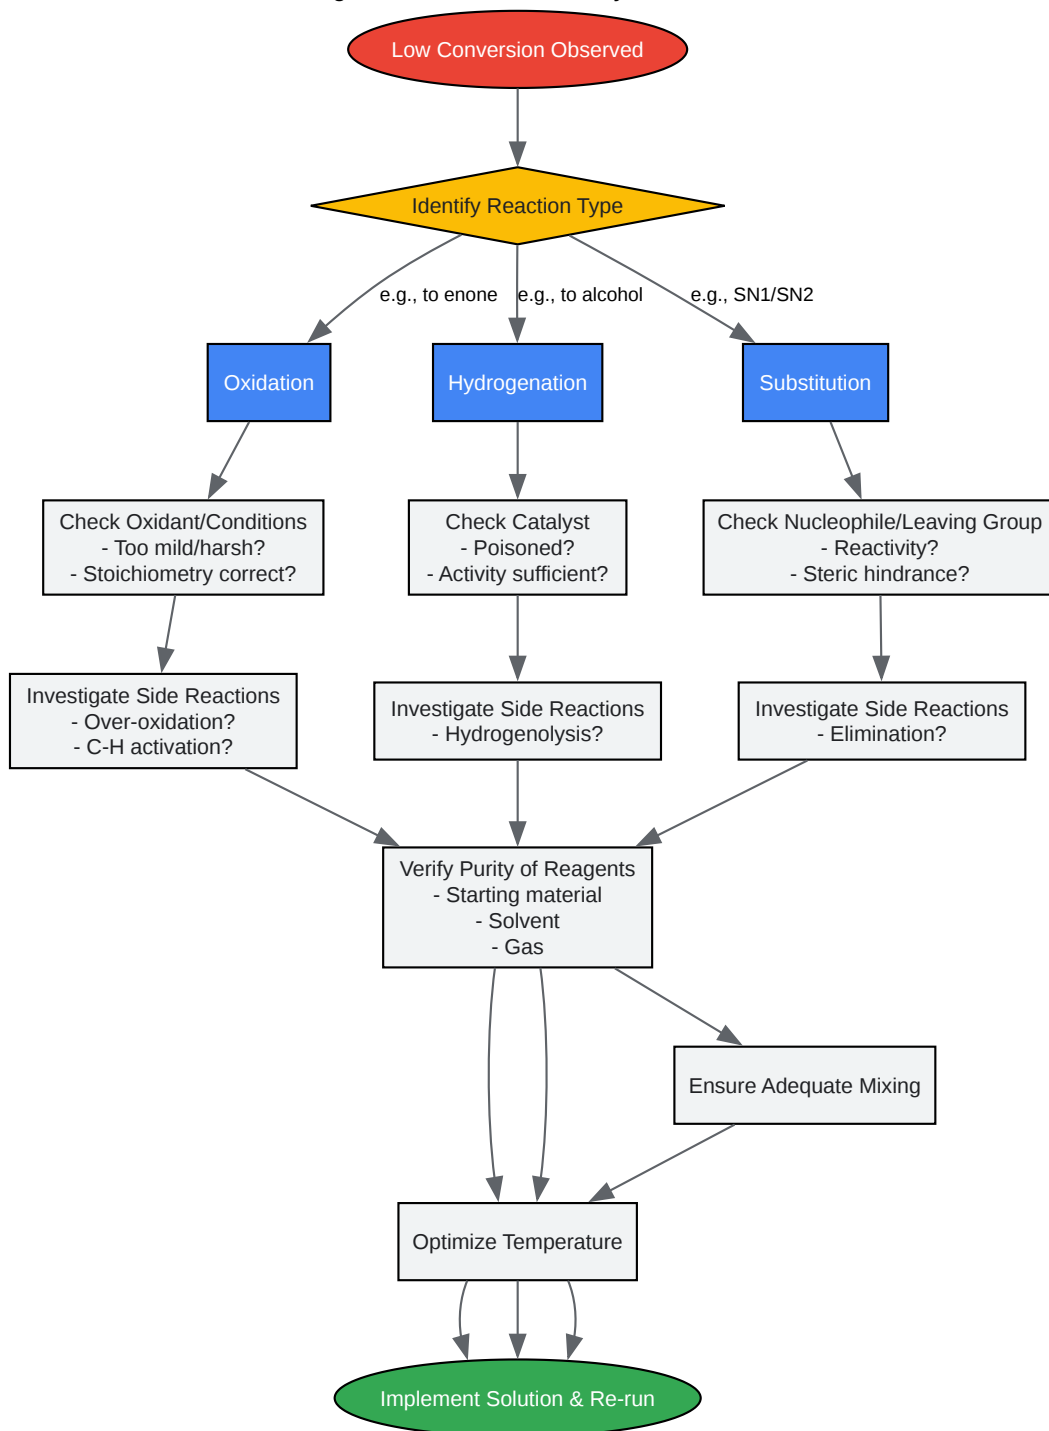 Low Conversion Observed
Identify Reaction Type
e.g., to enone
e.g., to alcohol
e.g., SN1/SN2
Oxidation
Hydrogenation
Substitution
Check Oxidant/Conditions
- Too mild/harsh?
- Stoichiometry correct?
Check Catalyst
- Poisoned?
- Activity sufficient?
Check Nucleophile/Leaving Group
- Reactivity?
- Steric hindrance?
Investigate Side Reactions
- Over-oxidation?
- C-H activation?
Investigate Side Reactions
- Hydrogenolysis?
Investigate Side Reactions
- Elimination?
Verify Purity of Reagents
- Starting material
- Solvent
- Gas
Ensure Adequate Mixing
Optimize Temperature
Implement Solution & Re-run